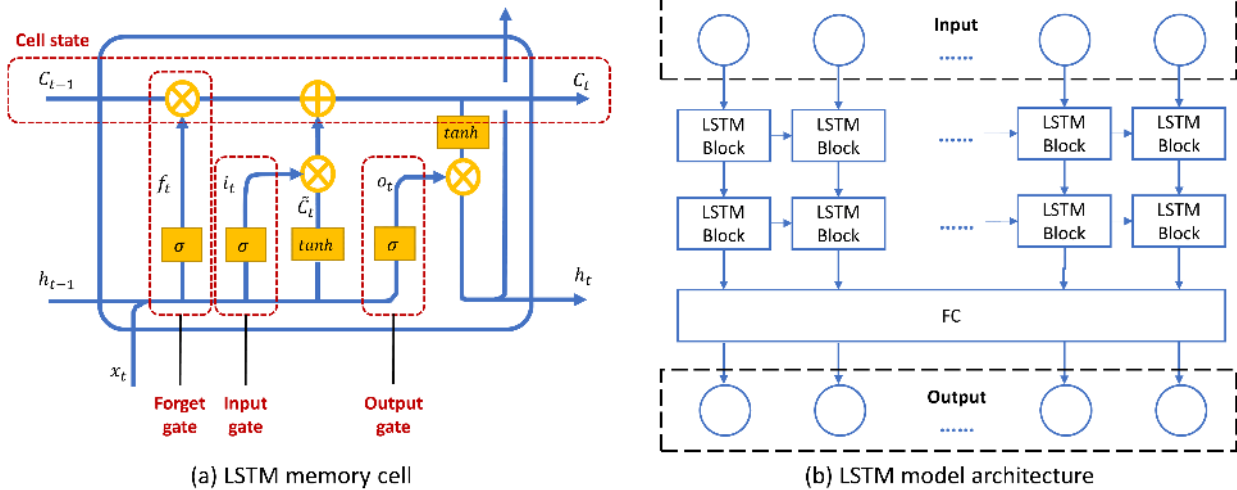 Cell state
C_{t-1}
C_t
tanh
f_t
i_t
C̃_t
o_t
σ
σ
tanh
σ
h_{t-1}
h_t
x_t
Forget gate
Input gate
Output gate
(a) LSTM memory cell
Input
......
LSTM Block
LSTM Block
......
LSTM Block
LSTM Block
LSTM Block
LSTM Block
......
LSTM Block
LSTM Block
FC
Output
......
(b) LSTM model architecture